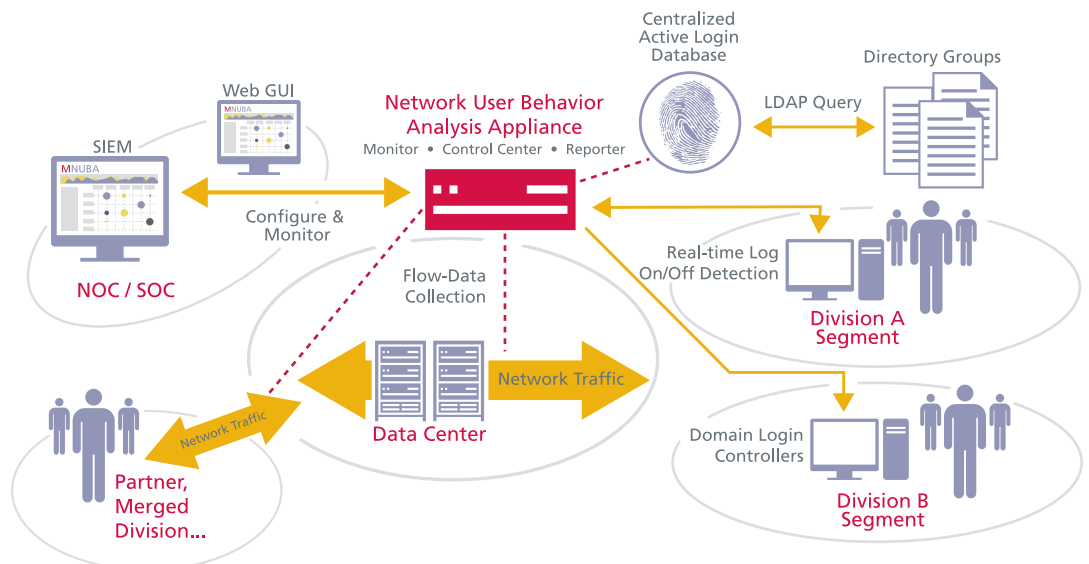 Centralized
Active Login
Database
Directory Groups
LDAP Query
Web GUI
MNUBA
SIEM
MNUBA
Network User Behavior
Analysis Appliance
Monitor • Control Center • Reporter
Configure &
Monitor
NOC / SOC
Flow-Data
Collection
Real-time Log
On/Off Detection
Division A
Segment
Network Traffic
Data Center
Network Traffic
Partner,
Merged
Division...
Domain Login
Controllers
Division B
Segment